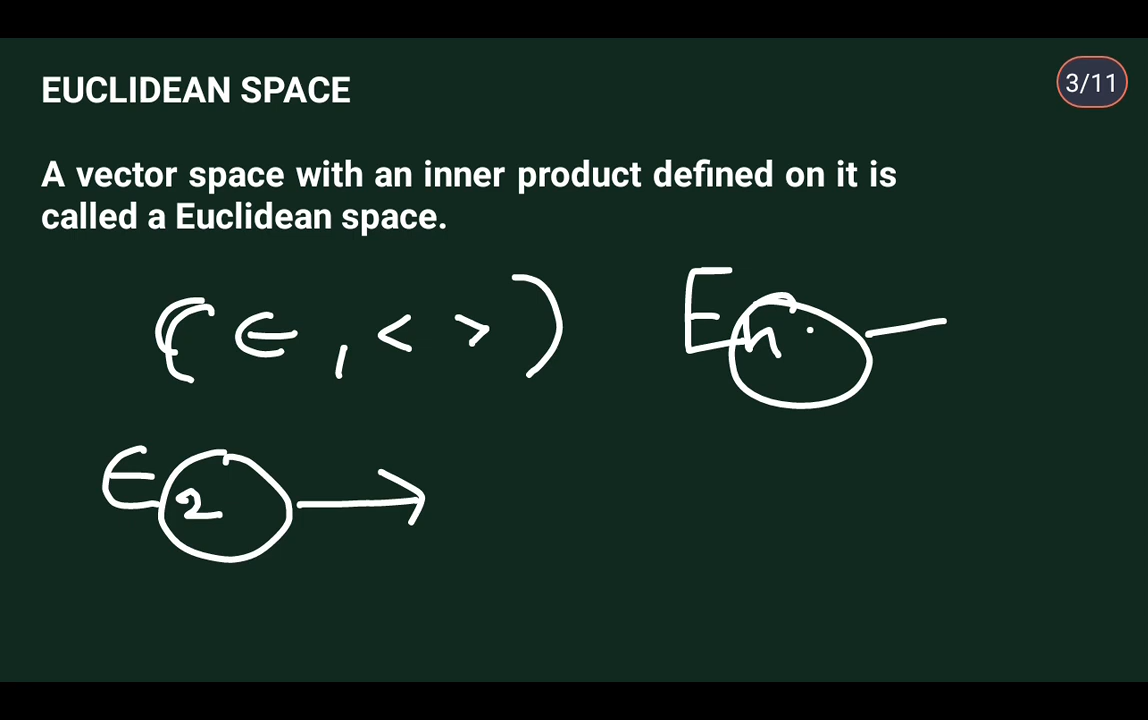 EUCLIDEAN SPACE
3/11
A vector space with an inner product defined on it is
called a Euclidean space.
(E, < >)
En
E2